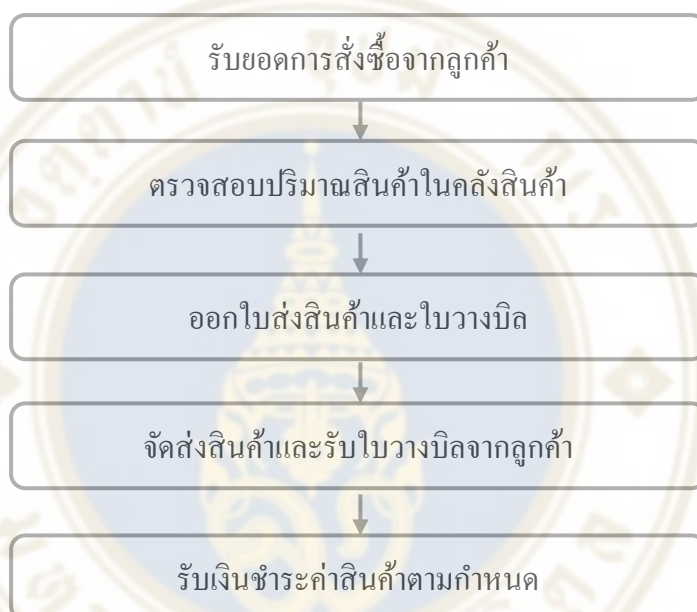 รับยอดการสั่งซื้อจากลูกค้า
ตรวจสอบปริมาณสินค้าในคลังสินค้า
ออกใบส่งสินค้าและใบวางบิล
จัดส่งสินค้าและรับใบวางบิลจากลูกค้า
รับเงินชำระค่าสินค้าตามกำหนด